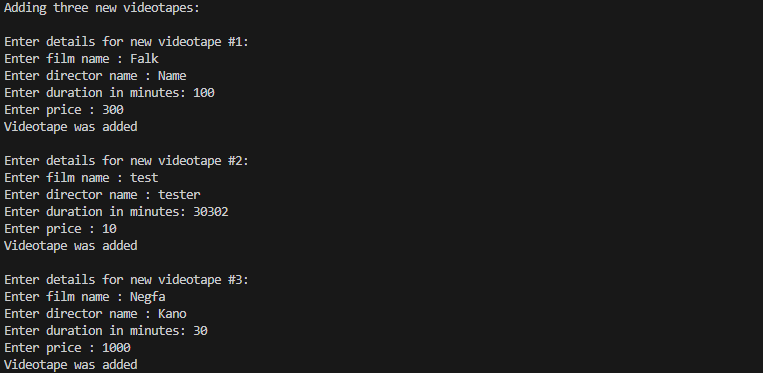 Adding three new videotapes:
Enter details for new videotape #1:
Enter film name : Falk
Enter director name : Name
Enter duration in minutes: 100
Enter price : 300
Videotape was added
Enter details for new videotape #2:
Enter film name : test
Enter director name : tester
Enter duration in minutes: 30302
Enter price : 10
Videotape was added
Enter details for new videotape #3:
Enter film name : Negfa
Enter director name : Kano
Enter duration in minutes: 30
Enter price : 1000
Videotape was added